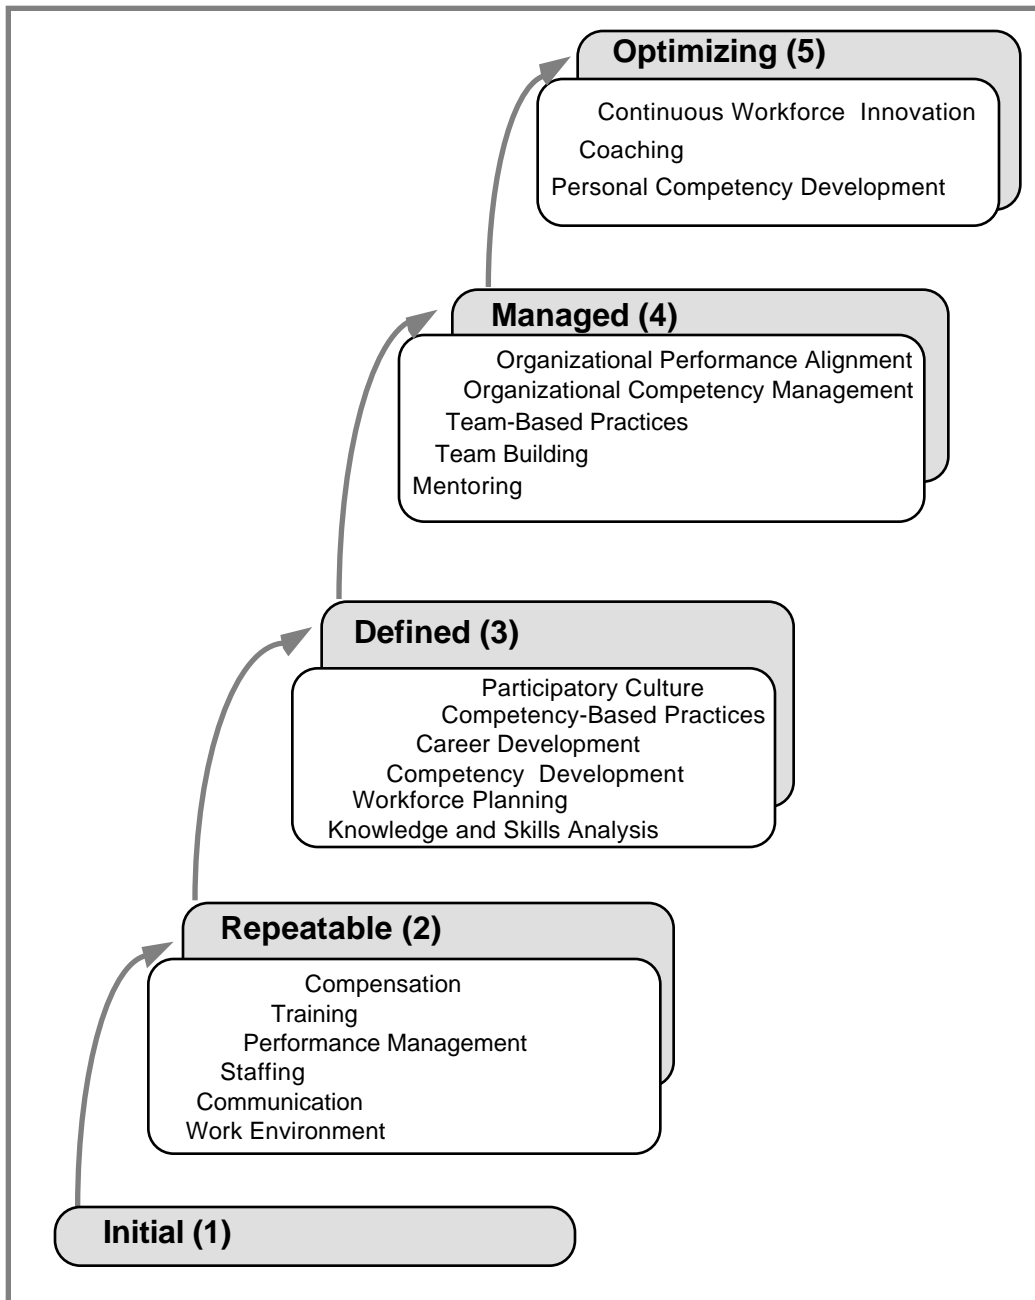 Optimizing (5)
Continuous Workforce Innovation
Coaching
Personal Competency Development
Managed (4)
Organizational Performance Alignment
Organizational Competency Management
Team-Based Practices
Team Building
Mentoring
Defined (3)
Participatory Culture
Competency-Based Practices
Career Development
Competency Development
Workforce Planning
Knowledge and Skills Analysis
Repeatable (2)
Compensation
Training
Performance Management
Staffing
Communication
Work Environment
Initial (1)